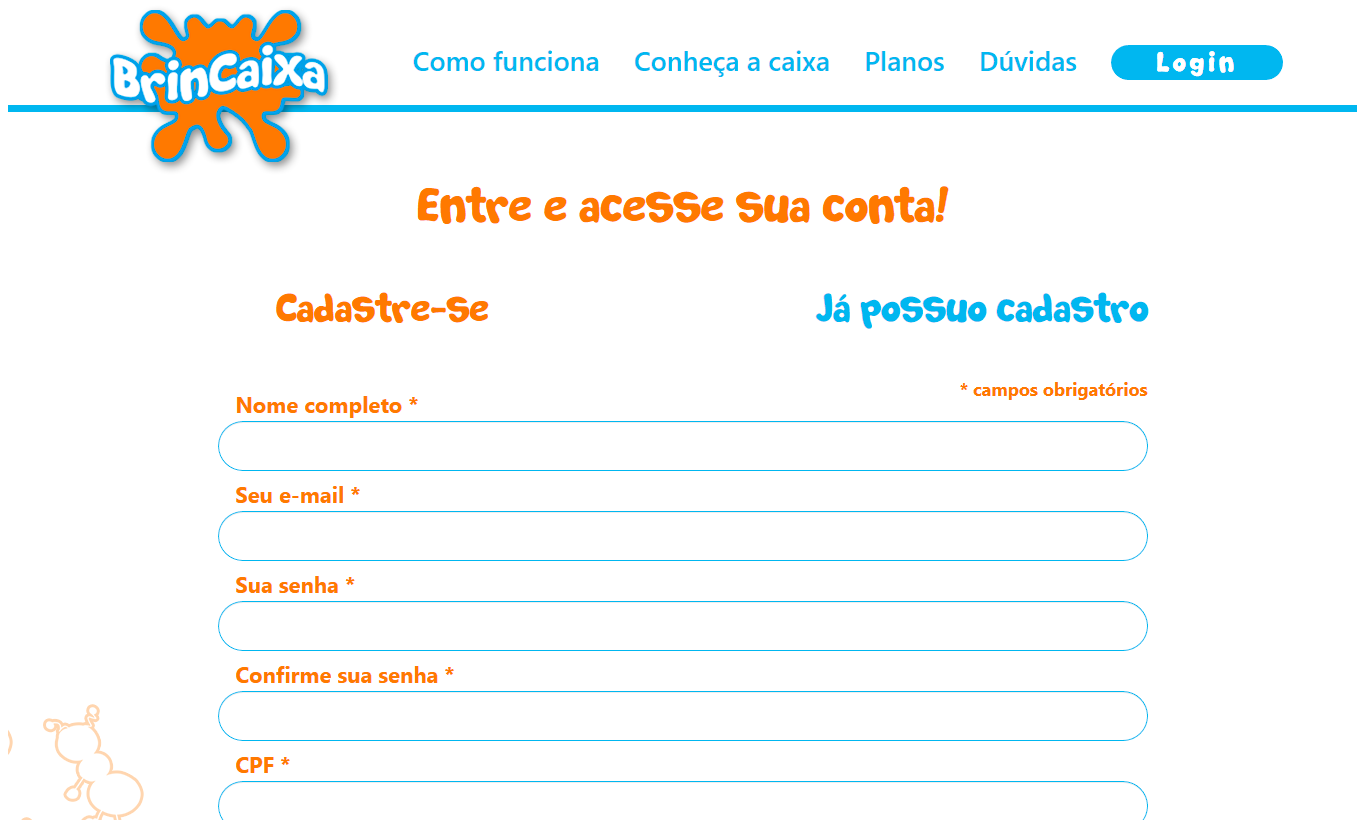 BrinCaixa
Como funciona Conheça a caixa Planos Dúvidas Login
Entre e acesse sua conta!
Cadastre-se Já possuo cadastro
* campos obrigatórios
Nome completo *
Seu e-mail *
Sua senha *
Confirme sua senha *
CPF *